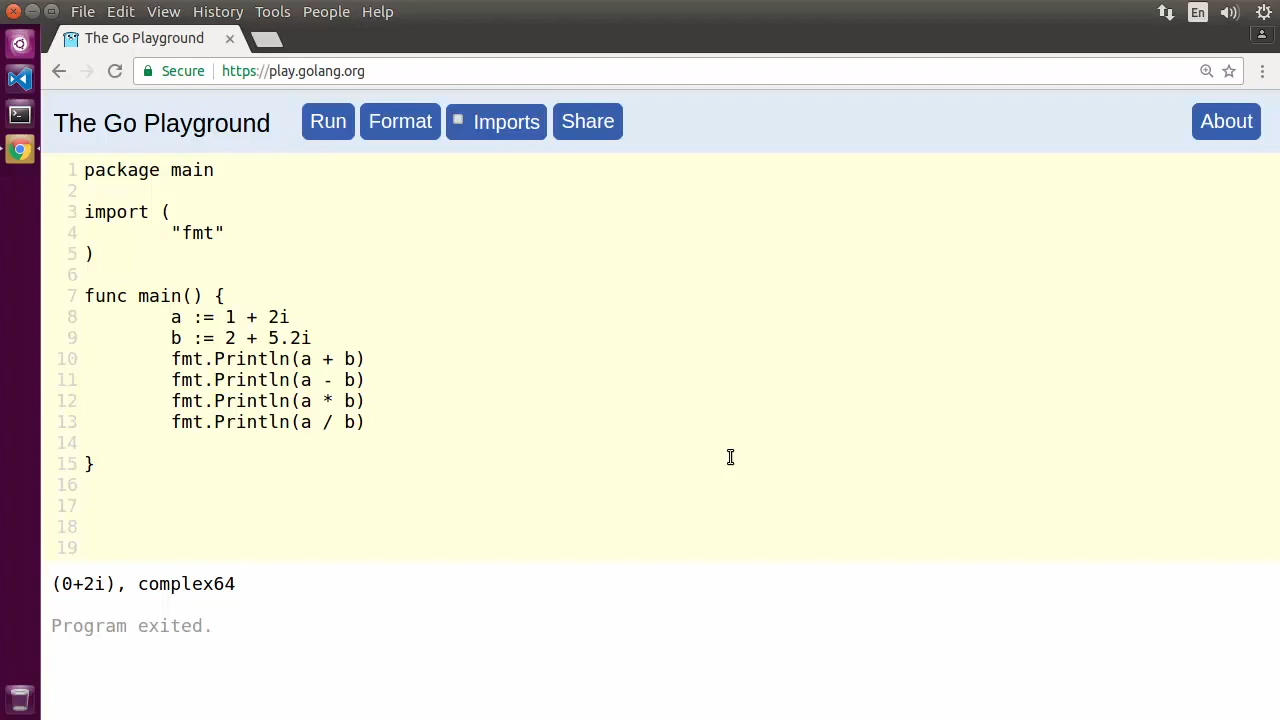 File Edit View History Tools People Help
En
The Go Playground
Secure https://play.golang.org
The Go Playground Run Format Imports Share About
1 package main
2
3 import (
4 "fmt"
5 )
6
7 func main() {
8 a := 1 + 2i
9 b := 2 + 5.2i
10 fmt.Println(a + b)
11 fmt.Println(a - b)
12 fmt.Println(a * b)
13 fmt.Println(a / b)
14
15 }
16
17
18
19
(0+2i), complex64
Program exited.